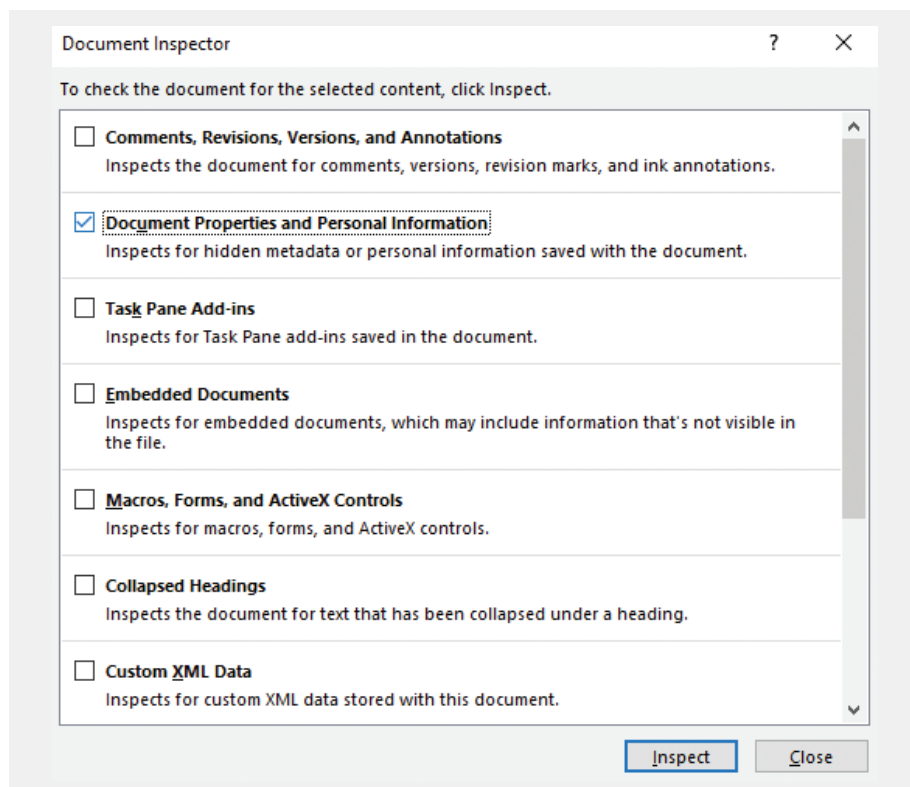 Document Inspector ?
To check the document for the selected content, click Inspect.
Comments, Revisions, Versions, and Annotations
Inspects the document for comments, versions, revision marks, and ink annotations.
Document Properties and Personal Information
Inspects for hidden metadata or personal information saved with the document.
Task Pane Add-ins
Inspects for Task Pane add-ins saved in the document.
Embedded Documents
Inspects for embedded documents, which may include information that's not visible in
the file.
Macros, Forms, and ActiveX Controls
Inspects for macros, forms, and ActiveX controls.
Collapsed Headings
Inspects the document for text that has been collapsed under a heading.
Custom XML Data
Inspects for custom XML data stored with this document.
Inspect Close